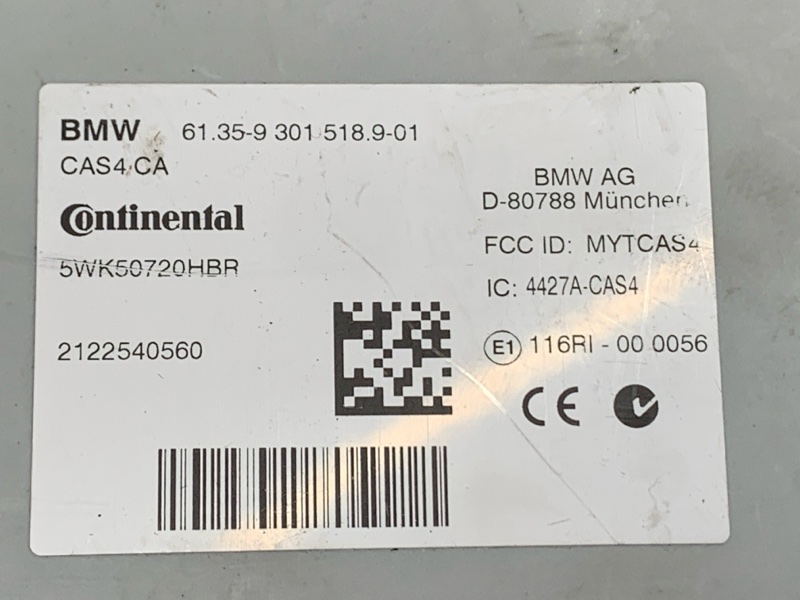 BMW 61.35-9 301 518.9-01
CAS4 CA
Continental
5WK50720HBR
2122540560
BMW AG
D-80788 München
FCC ID: MYTCAS4
IC: 4427A-CAS4
E1 116RI - 00 0056
CE